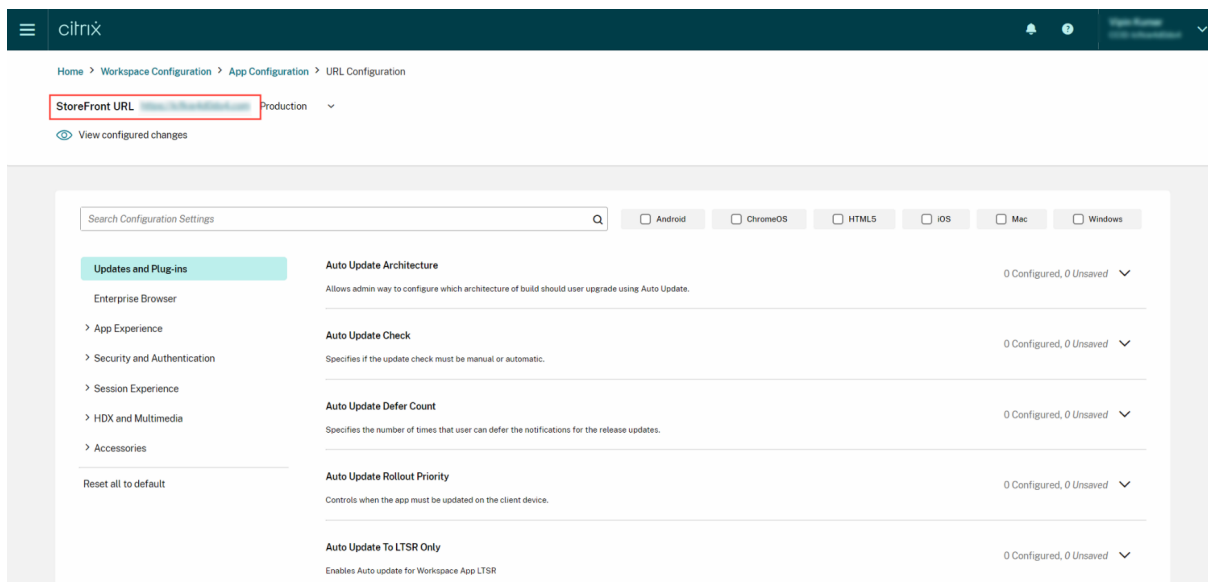 citrix
Home > Workspace Configuration > App Configuration > URL Configuration
StoreFront URL Production
View configured changes
Search Configuration Settings
Android ChromeOS HTML5 iOS Mac Windows
Updates and Plug-ins
Enterprise Browser
> App Experience
> Security and Authentication
> Session Experience
> HDX and Multimedia
> Accessories
Reset all to default
Auto Update Architecture
0 Configured, 0 Unsaved
Allows admin way to configure which architecture of build should user upgrade using Auto Update.
Auto Update Check
0 Configured, 0 Unsaved
Specifies if the update check must be manual or automatic.
Auto Update Defer Count
0 Configured, 0 Unsaved
Specifies the number of times that user can defer the notifications for the release updates.
Auto Update Rollout Priority
0 Configured, 0 Unsaved
Controls when the app must be updated on the client device.
Auto Update To LTSR Only
0 Configured, 0 Unsaved
Enables Auto update for Workspace App LTSR